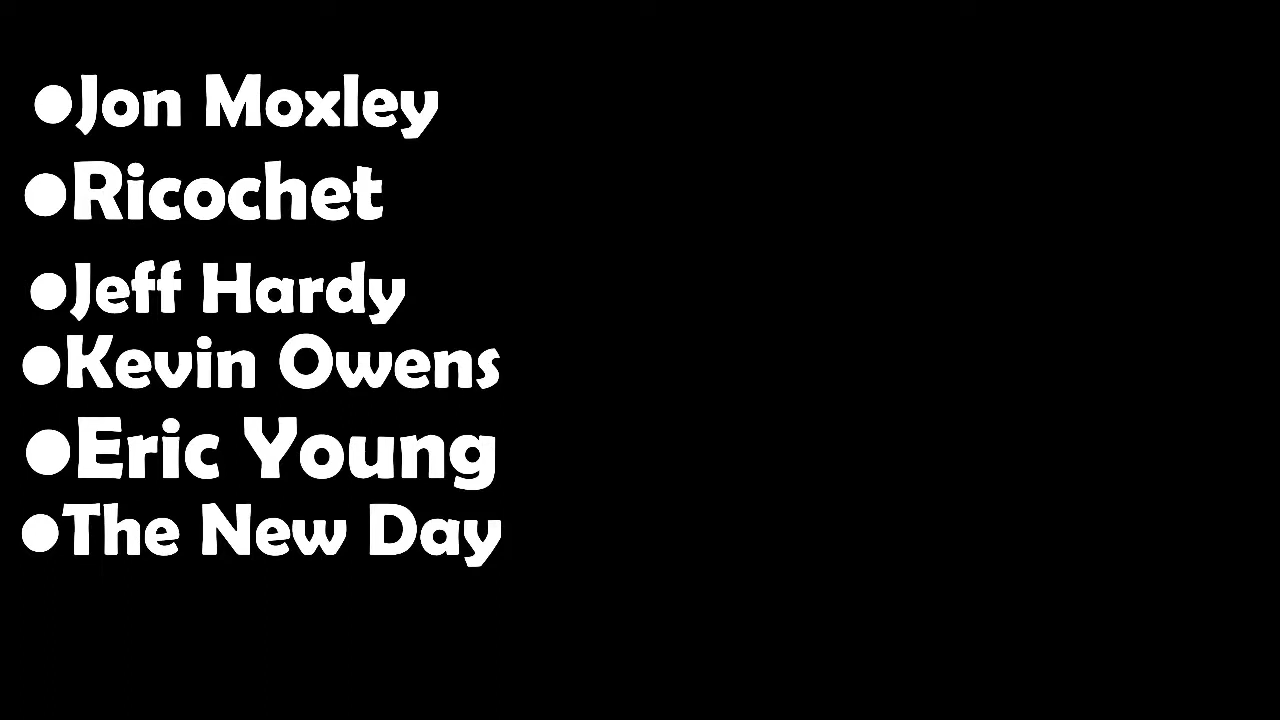 ●Jon Moxley
●Ricochet
●Jeff Hardy
●Kevin Owens
●Eric Young
●The New Day